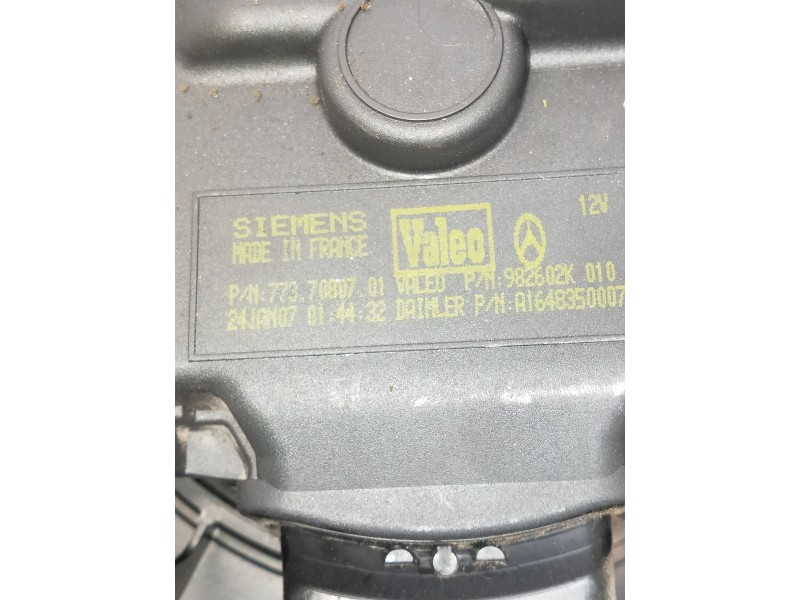 SIEMENS Valeo 12V
MADE IN FRANCE
P/N.773.70807.01 VALEO P/N:982602K 010
24JAN07 01:44:32 DAIMLER P/N:A1648350007